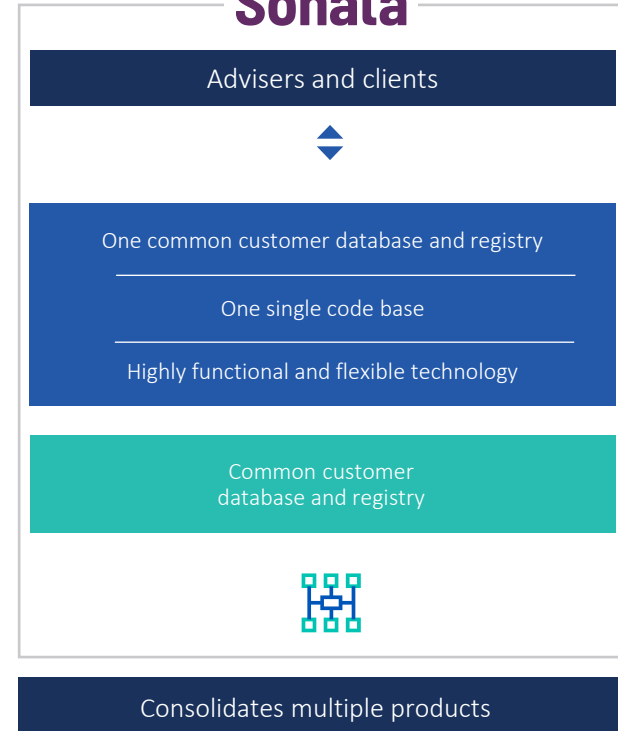 Sonata
Advisers and clients
One common customer database and registry
One single code base
Highly functional and flexible technology
Common customer
database and registry
Consolidates multiple products